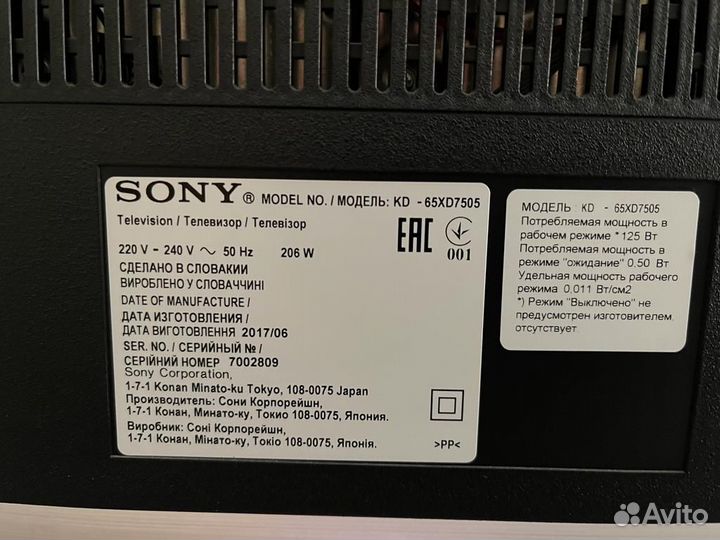 SONY® MODEL NO. / МОДЕЛЬ: KD - 65XD7505
Television / Телевизор / Телевізор
220 V - 240 V ~ 50 Hz 206 W
EAC
001
СДЕЛАНО В СЛОВАКИИ
ВИРОБЛЕНО У СЛОВАЧЧИНІ
DATE OF MANUFACTURE /
ДАТА ИЗГОТОВЛЕНИЯ /
ДАТА ВИГОТОВЛЕННЯ 2017/06
SER. NO. / СЕРИЙНЫЙ № /
СЕРІЙНИЙ НОМЕР 7002809
Sony Corporation,
1-7-1 Konan Minato-ku Tokyo, 108-0075 Japan
Производитель: Сони Корпорейшн,
1-7-1 Конан, Минато-ку, Токио 108-0075, Япония.
Виробник: Соні Корпорейшн,
1-7-1 Конан, Мінато-ку, Токіо 108-0075, Японія.
>PP<
МОДЕЛЬ : KD - 65XD7505
Потребляемая мощность в
рабочем режиме *125 Вт
Потребляемая мощность в
режиме "ожидание" 0,50 Вт
Удельная мощность рабочего
режима 0,011 Вт/см2
*) Режим "Выключено" не
предусмотрен изготовителем.
отсутствует.
Avito